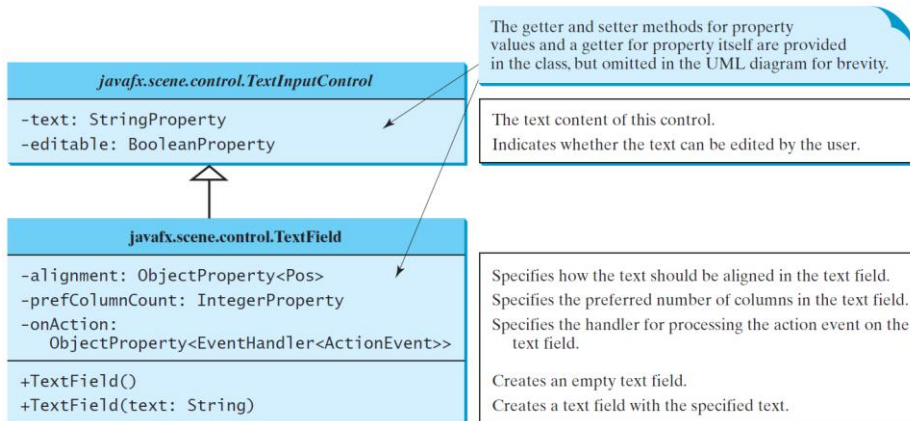 The getter and setter methods for property
values and a getter for property itself are provided
in the class, but omitted in the UML diagram for brevity.
javafx.scene.control.TextInputControl
-text: StringProperty
-editable: BooleanProperty
The text content of this control.
Indicates whether the text can be edited by the user.
javafx.scene.control.TextField
-alignment: ObjectProperty<Pos>
-prefColumnCount: IntegerProperty
-onAction:
ObjectProperty<EventHandler<ActionEvent>>
Specifies how the text should be aligned in the text field.
Specifies the preferred number of columns in the text field.
Specifies the handler for processing the action event on the
text field.
+TextField()
+TextField(text: String)
Creates an empty text field.
Creates a text field with the specified text.